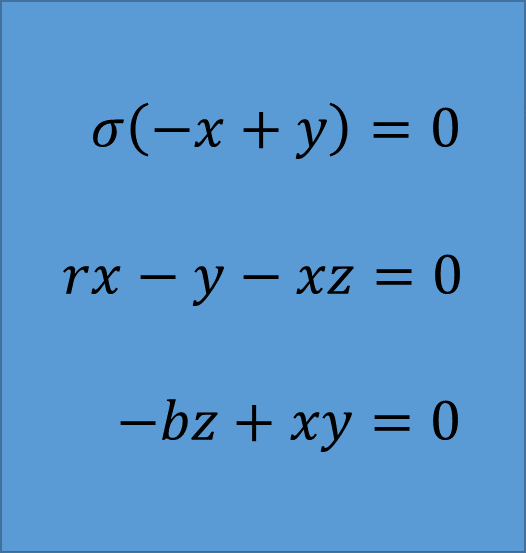 σ(−x + y) = 0
rx − y − xz = 0
−bz + xy = 0